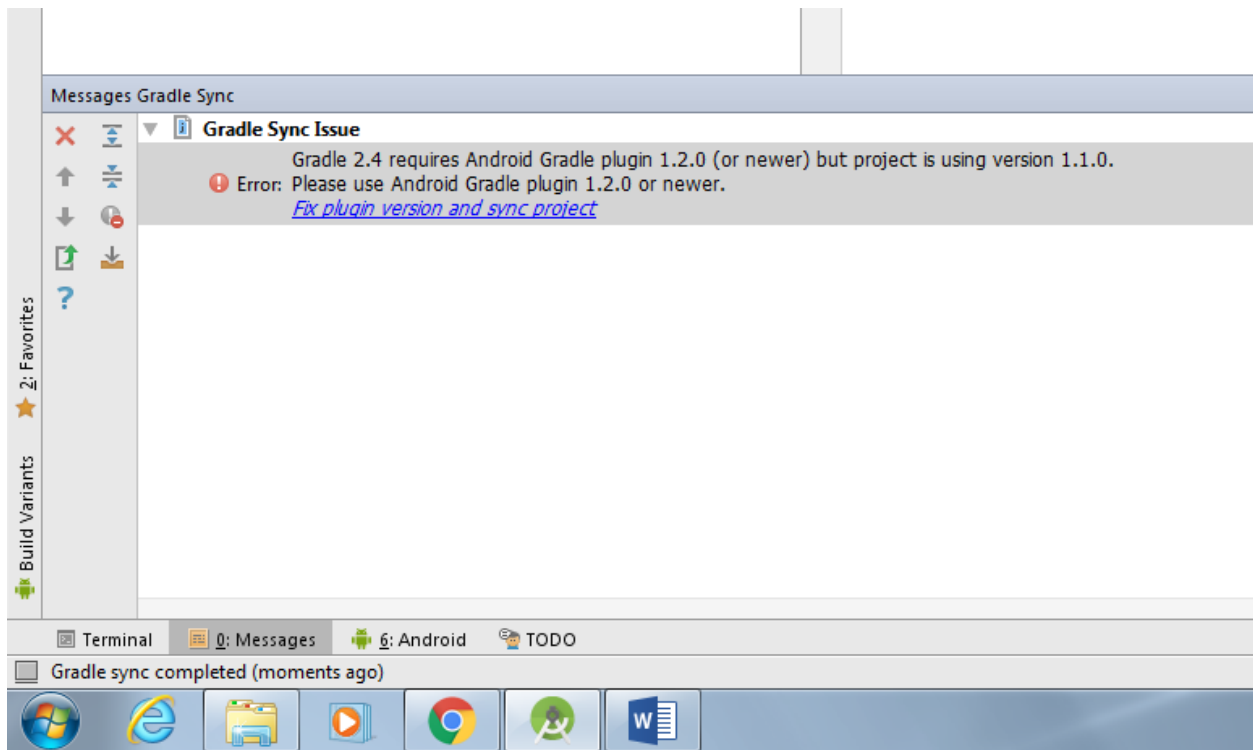 Messages Gradle Sync
Gradle Sync Issue
Gradle 2.4 requires Android Gradle plugin 1.2.0 (or newer) but project is using version 1.1.0.
Error: Please use Android Gradle plugin 1.2.0 or newer.
Fix plugin version and sync project
2: Favorites
Build Variants
Terminal
0: Messages
6: Android
TODO
Gradle sync completed (moments ago)